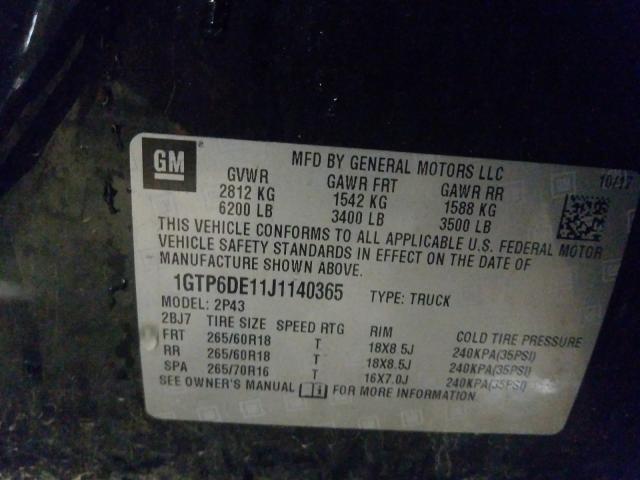 GM
MFD BY GENERAL MOTORS LLC
10/17
GVWR GAWR FRT GAWR RR
2812 KG 1542 KG 1588 KG
6200 LB 3400 LB 3500 LB
THIS VEHICLE CONFORMS TO ALL APPLICABLE U.S. FEDERAL MOTOR
VEHICLE SAFETY STANDARDS IN EFFECT ON THE DATE OF
MANUFACTURE SHOWN ABOVE.
1GTP6DE11J1140365 TYPE: TRUCK
MODEL: 2P43
2BJ7 TIRE SIZE SPEED RTG RIM COLD TIRE PRESSURE
FRT 265/60R18 T 18X8.5J 240KPA(35PSI)
RR 265/60R18 T 18X8.5J 240KPA(35PSI)
SPA 265/70R16 T 16X7.0J 240KPA(35PSI)
SEE OWNER'S MANUAL FOR MORE INFORMATION